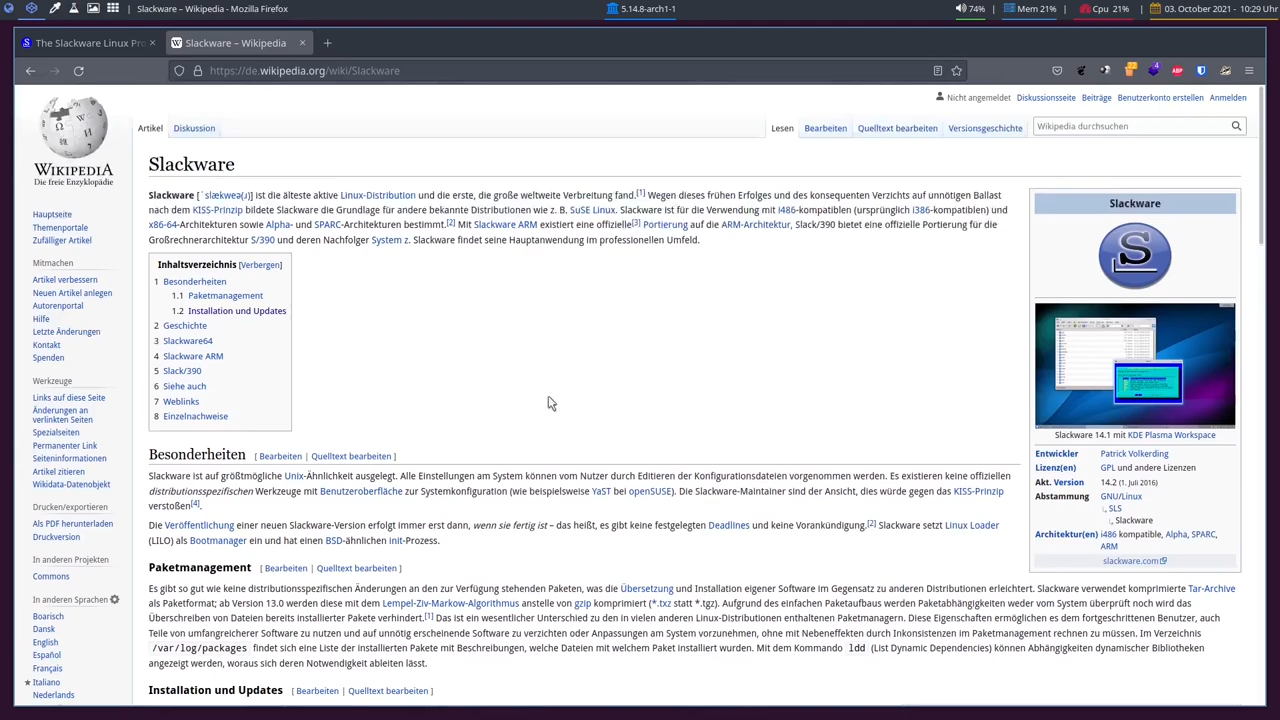 Slackware – Wikipedia - Mozilla Firefox
5.14.8-arch1-1
74%
Mem 21%
Cpu 21%
03. October 2021 - 10:29 Uhr
The Slackware Linux Pro
Slackware – Wikipedia
https://de.wikipedia.org/wiki/Slackware
Nicht angemeldet Diskussionsseite Beiträge Benutzerkonto erstellen Anmelden
Artikel Diskussion
Lesen Bearbeiten Quelltext bearbeiten Versionsgeschichte
Wikipedia durchsuchen
WIKIPEDIA
Die freie Enzyklopädie
Hauptseite
Themenportale
Zufälliger Artikel
Mitmachen
Artikel verbessern
Neuen Artikel anlegen
Autorenportal
Hilfe
Letzte Änderungen
Kontakt
Spenden
Werkzeuge
Links auf diese Seite
Änderungen an
verlinkten Seiten
Spezialseiten
Permanenter Link
Seiteninformationen
Artikel zitieren
Wikidata-Datenobjekt
Drucken/exportieren
Als PDF herunterladen
Druckversion
In anderen Projekten
Commons
In anderen Sprachen
Boarisch
Dansk
English
Español
Français
Italiano
Nederlands
Slackware
Slackware [ˈslækweə(ɹ)] ist die älteste aktive Linux-Distribution und die erste, die große weltweite Verbreitung fand.[1] Wegen dieses frühen Erfolges und des konsequenten Verzichts auf unnötigen Ballast
nach dem KISS-Prinzip bildete Slackware die Grundlage für andere bekannte Distributionen wie z. B. SuSE Linux. Slackware ist für die Verwendung mit i486-kompatiblen (ursprünglich i386-kompatiblen) und
x86-64-Architekturen sowie Alpha- und SPARC-Architekturen bestimmt.[2] Mit Slackware ARM existiert eine offizielle[3] Portierung auf die ARM-Architektur, Slack/390 bietet eine offizielle Portierung für die
Großrechnerarchitektur S/390 und deren Nachfolger System z. Slackware findet seine Hauptanwendung im professionellen Umfeld.
Inhaltsverzeichnis [Verbergen]
1 Besonderheiten
1.1 Paketmanagement
1.2 Installation und Updates
2 Geschichte
3 Slackware64
4 Slackware ARM
5 Slack/390
6 Siehe auch
7 Weblinks
8 Einzelnachweise
Besonderheiten [ Bearbeiten | Quelltext bearbeiten ]
Slackware ist auf größtmögliche Unix-Ähnlichkeit ausgelegt. Alle Einstellungen am System können vom Nutzer durch Editieren der Konfigurationsdateien vorgenommen werden. Es existieren keine offiziellen
distributionsspezifischen Werkzeuge mit Benutzeroberfläche zur Systemkonfiguration (wie beispielsweise YaST bei openSUSE). Die Slackware-Maintainer sind der Ansicht, dies würde gegen das KISS-Prinzip
verstoßen[4].
Die Veröffentlichung einer neuen Slackware-Version erfolgt immer erst dann, wenn sie fertig ist – das heißt, es gibt keine festgelegten Deadlines und keine Vorankündigung.[2] Slackware setzt Linux Loader
(LILO) als Bootmanager ein und hat einen BSD-ähnlichen init-Prozess.
Paketmanagement [ Bearbeiten | Quelltext bearbeiten ]
Es gibt so gut wie keine distributionsspezifischen Änderungen an den zur Verfügung stehenden Paketen, was die Übersetzung und Installation eigener Software im Gegensatz zu anderen Distributionen erleichtert. Slackware verwendet komprimierte Tar-Archive
als Paketformat; ab Version 13.0 werden diese mit dem Lempel-Ziv-Markow-Algorithmus anstelle von gzip komprimiert (*.txz statt *.tgz). Aufgrund des einfachen Paketaufbaus werden Paketabhängigkeiten weder vom System überprüft noch wird das
Überschreiben von Dateien bereits installierter Pakete verhindert.[1] Das ist ein wesentlicher Unterschied zu den in vielen anderen Linux-Distributionen enthaltenen Paketmanagern. Diese Eigenschaften ermöglichen es dem fortgeschrittenen Benutzer, auch
Teile von umfangreicherer Software zu nutzen und auf unnötig erscheinende Software zu verzichten oder Anpassungen am System vorzunehmen, ohne mit Nebeneffekten durch Inkonsistenzen im Paketmanagement rechnen zu müssen. Im Verzeichnis
/var/log/packages findet sich eine Liste der installierten Pakete mit Beschreibungen, welche Dateien mit welchem Paket installiert wurden. Mit dem Kommando ldd (List Dynamic Dependencies) können Abhängigkeiten dynamischer Bibliotheken
angezeigt werden, woraus sich deren Notwendigkeit ableiten lässt.
Installation und Updates [ Bearbeiten | Quelltext bearbeiten ]
Slackware
Slackware 14.1 mit KDE Plasma Workspace
Entwickler Patrick Volkerding
Lizenz(en) GPL und andere Lizenzen
Akt. Version 14.2 (1. Juli 2016)
Abstammung GNU/Linux
SLS
Slackware
Architektur(en) i486 kompatible, Alpha, SPARC,
ARM
slackware.com